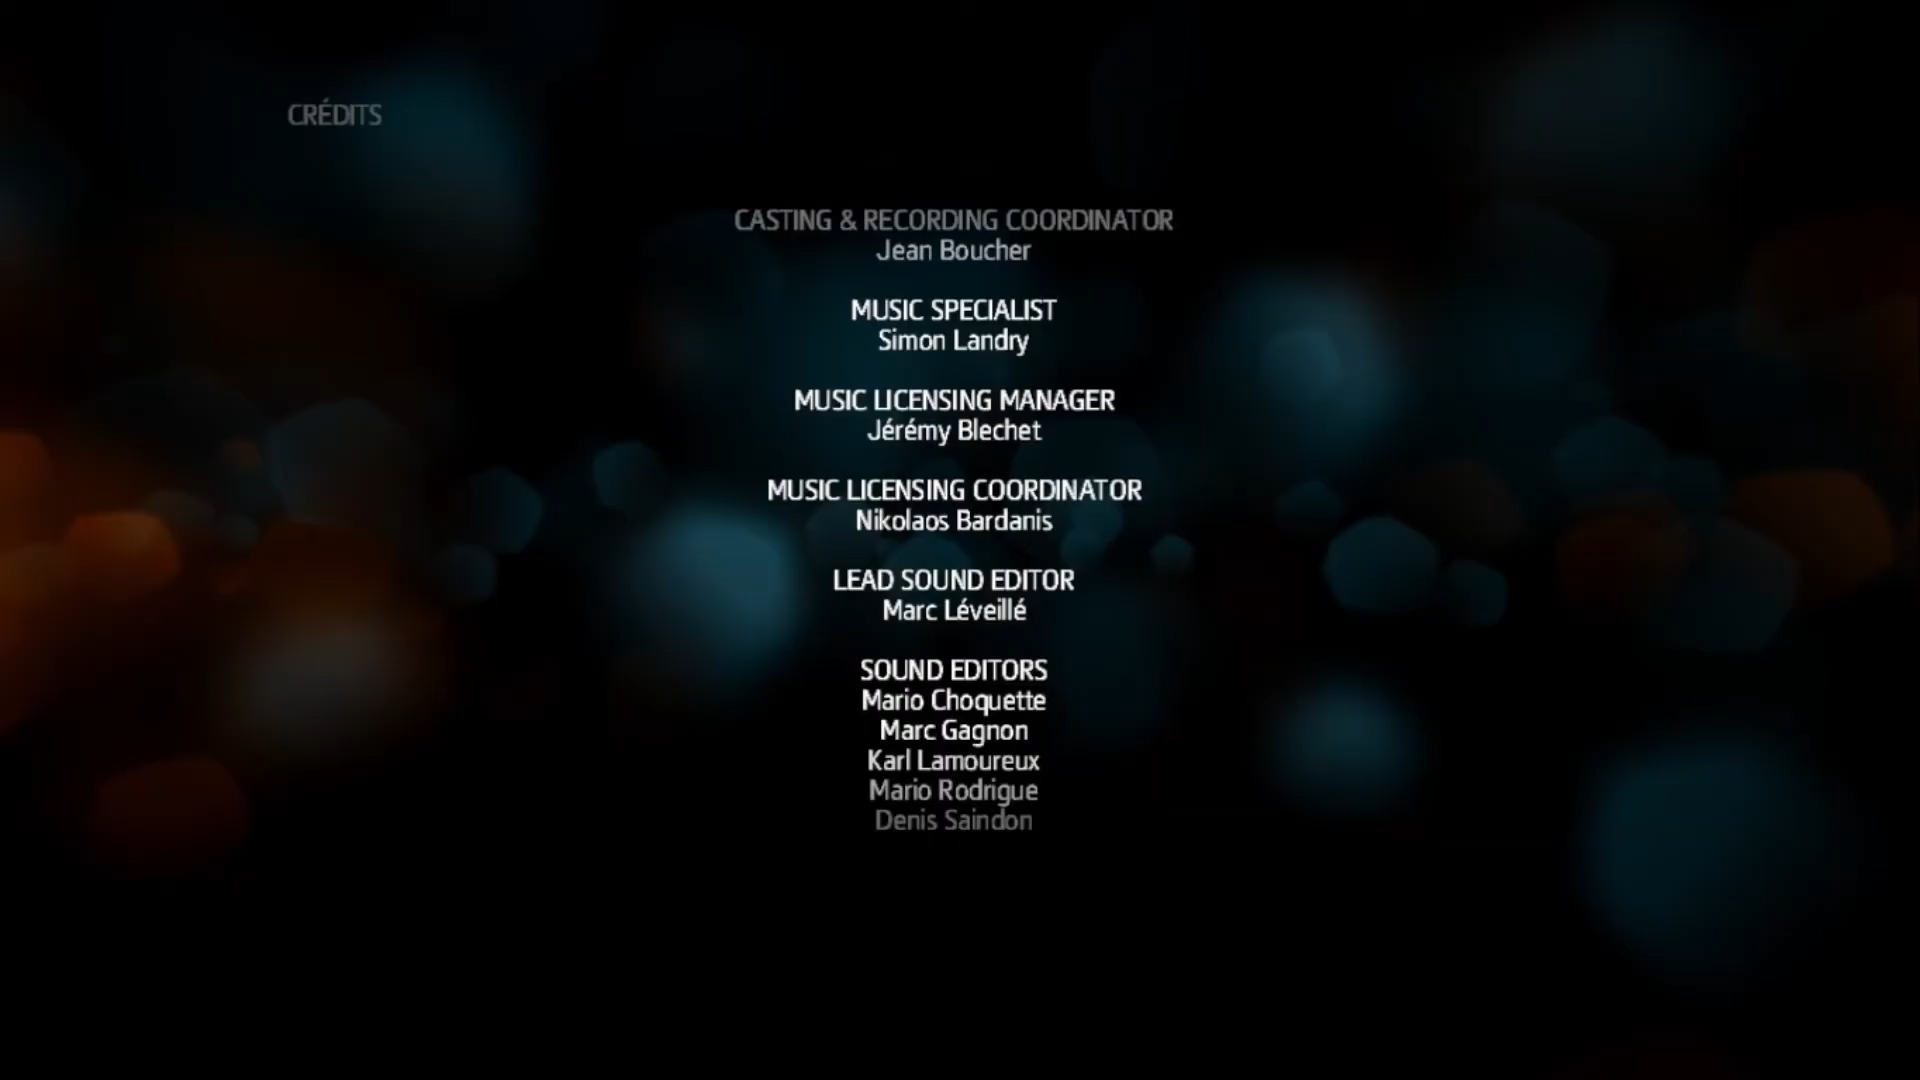 CRÉDITS
CASTING & RECORDING COORDINATOR
Jean Boucher
MUSIC SPECIALIST
Simon Landry
MUSIC LICENSING MANAGER
Jérémy Blechet
MUSIC LICENSING COORDINATOR
Nikolaos Bardanis
LEAD SOUND EDITOR
Marc Léveillé
SOUND EDITORS
Mario Choquette
Marc Gagnon
Karl Lamoureux
Mario Rodrigue
Denis Saindon